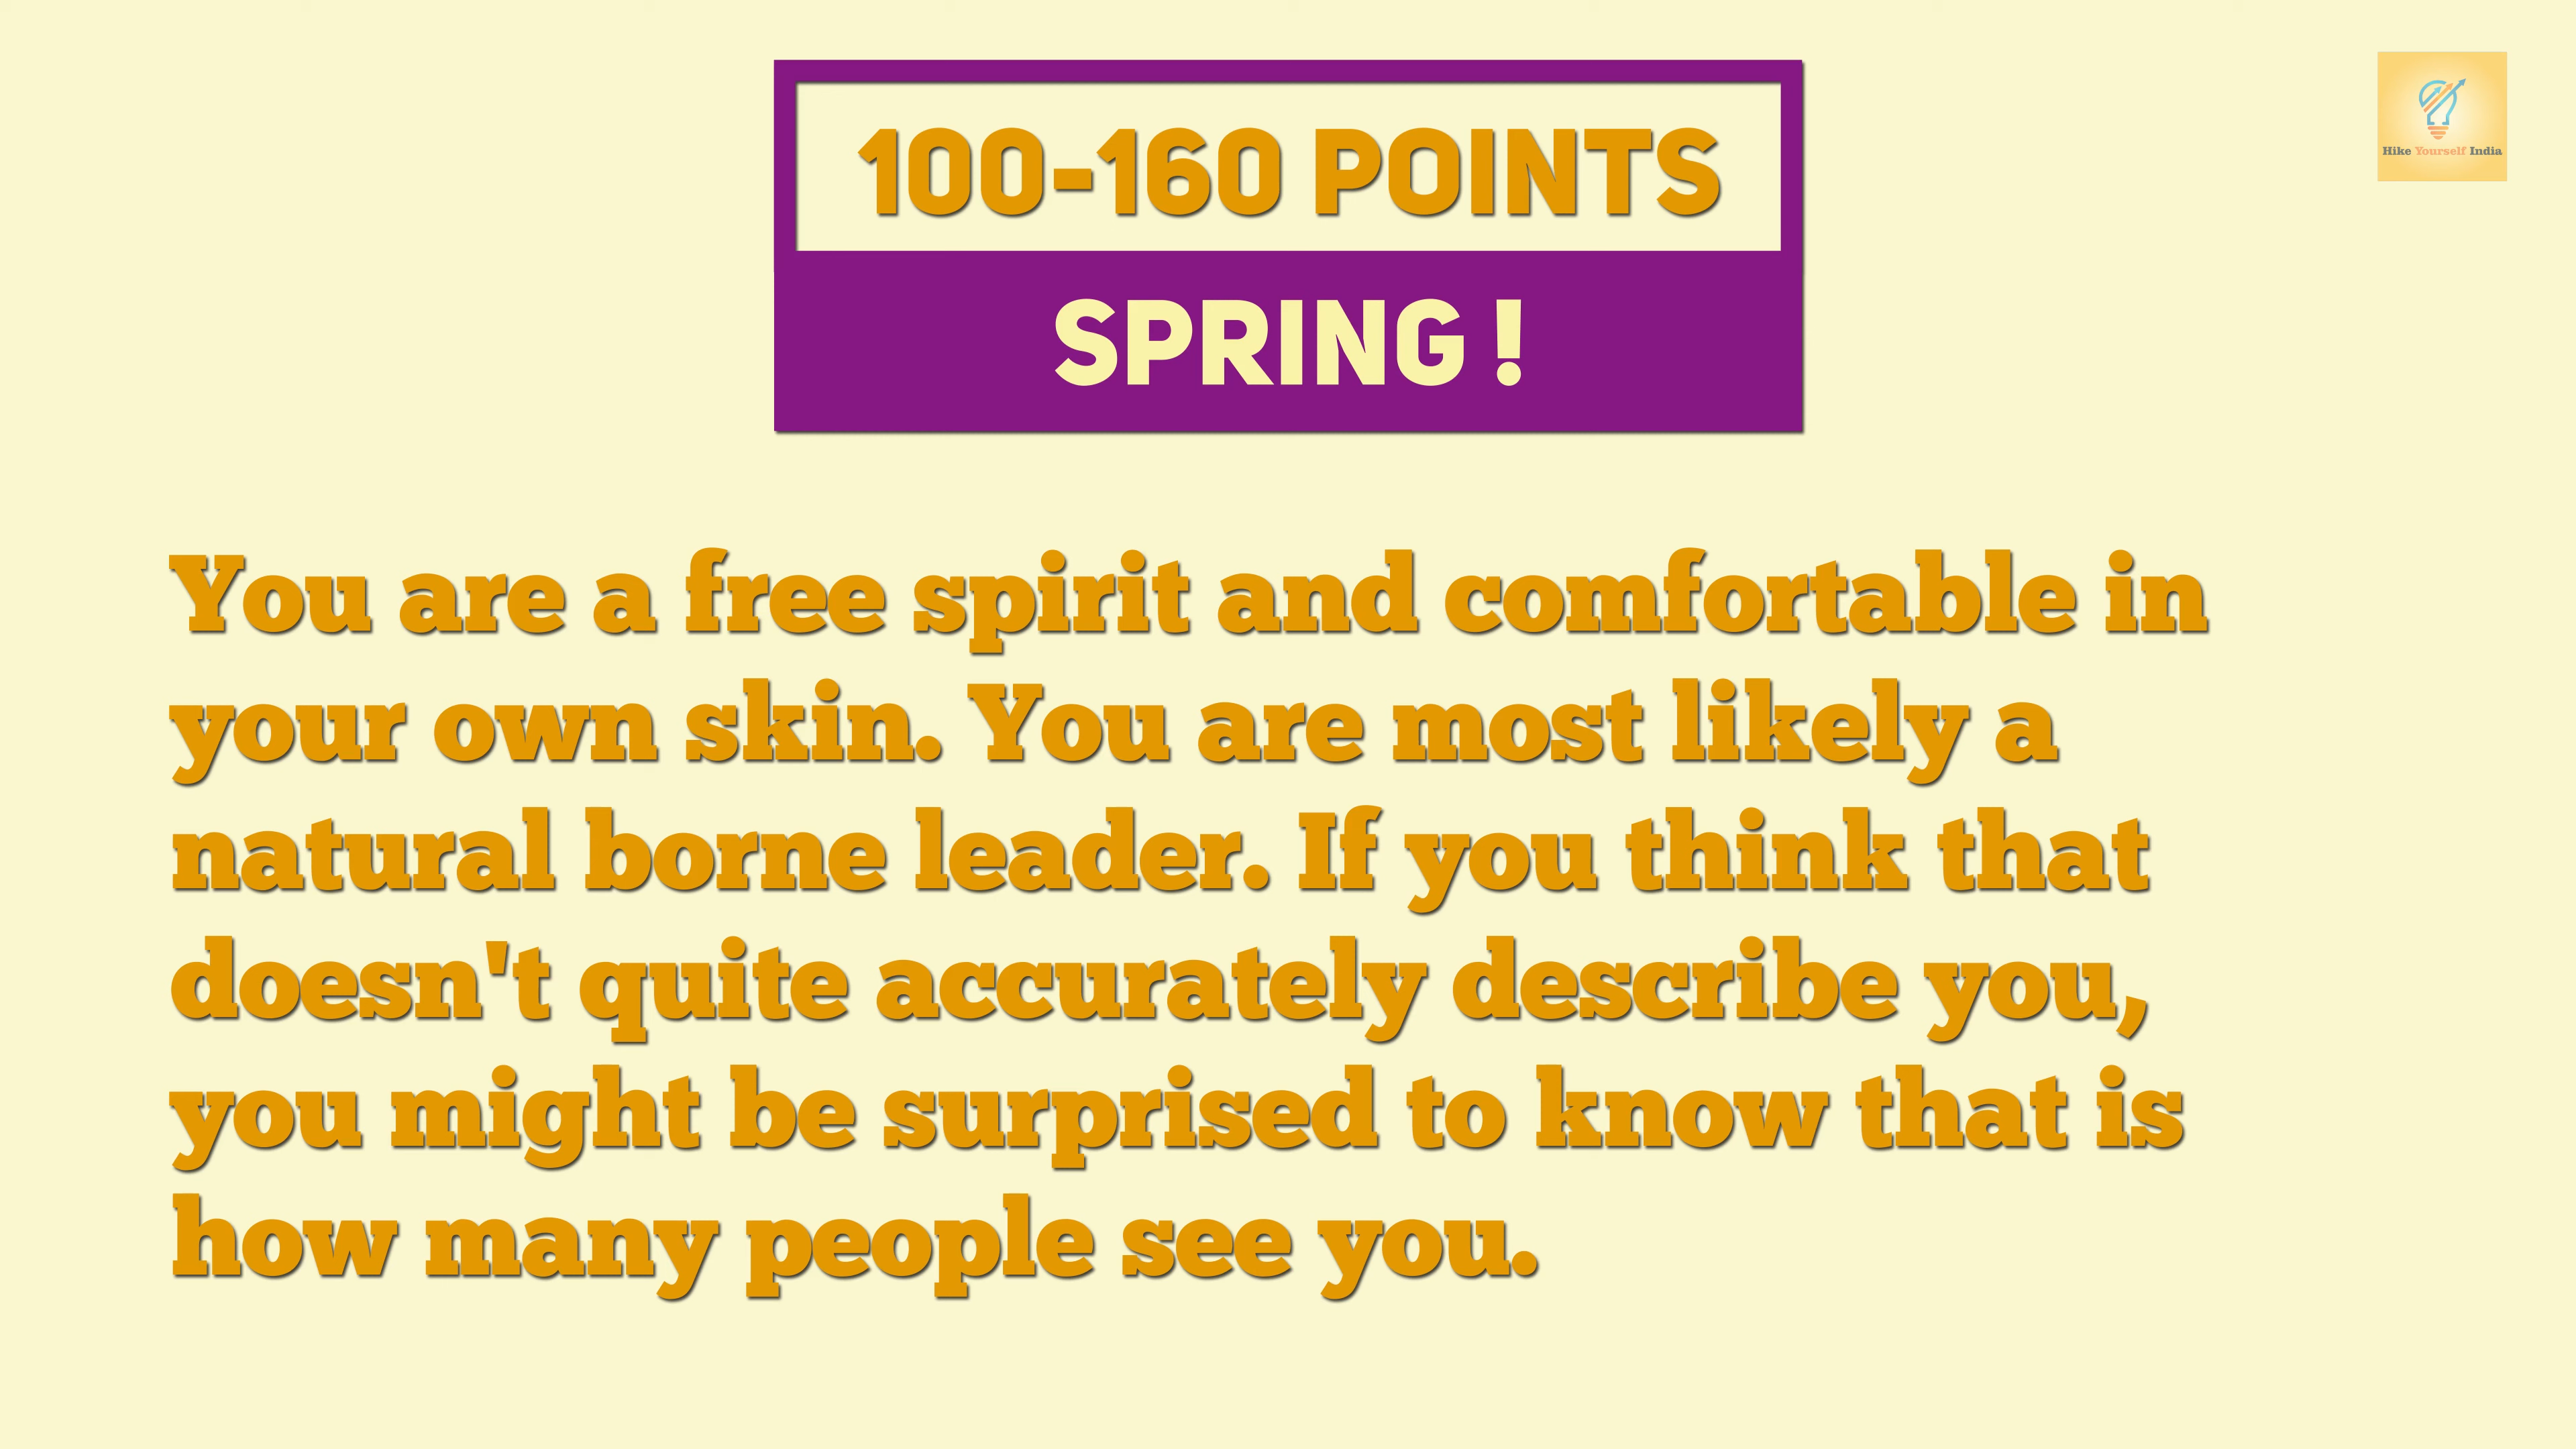 100-160 POINTS
Hike Yourself India
SPRING !
You are a free spirit and comfortable in
your own skin. You are most likely a
natural borne leader. If you think that
doesn't quite accurately describe you,
you might be surprised to know that is
how many people see you.